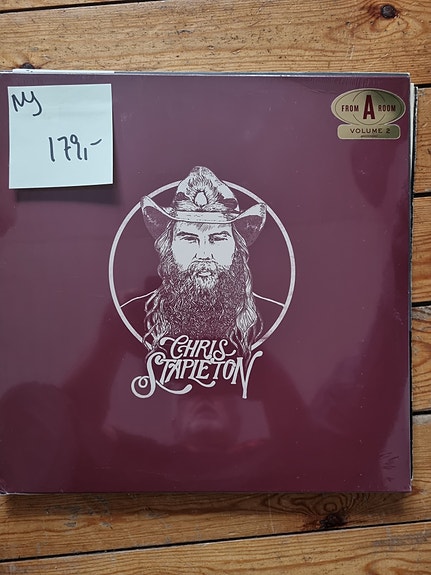 Ny
179,-
FROM A ROOM
VOLUME 2
CHRIS
STAPLETON